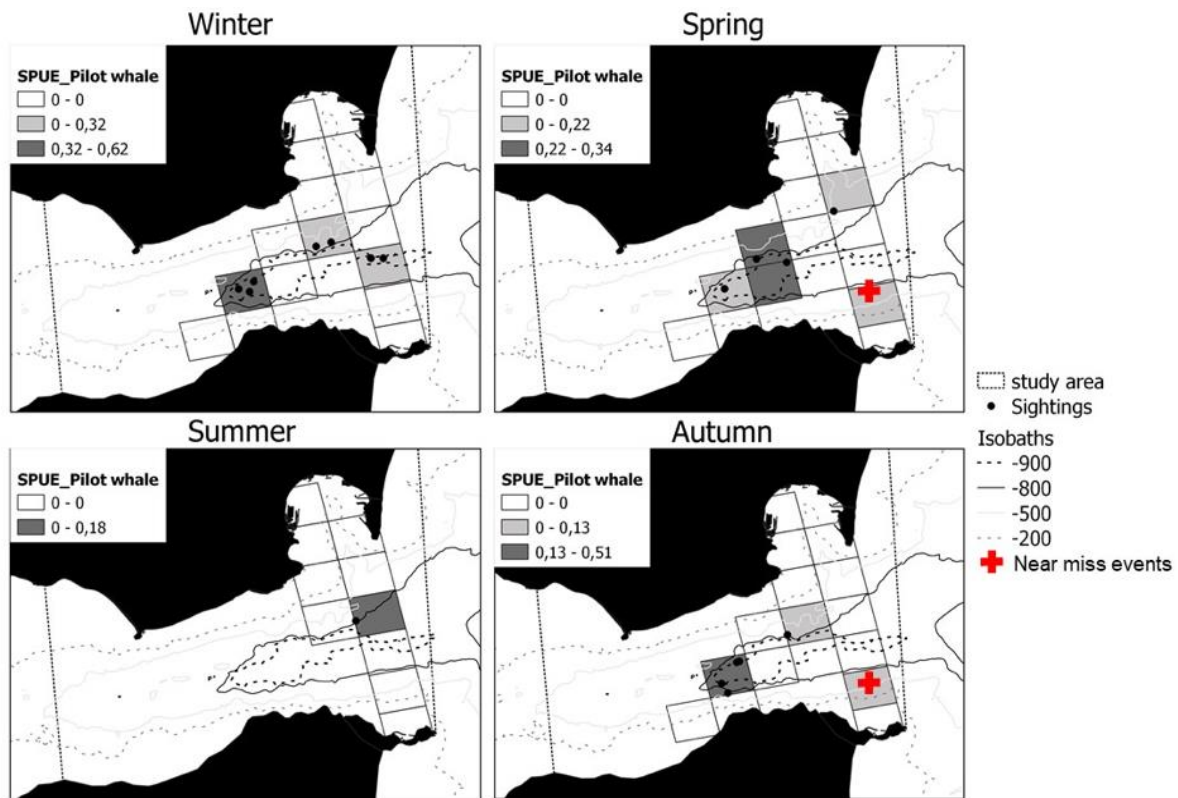 Winter
SPUE_Pilot whale
0 - 0
0 - 0,32
0,32 - 0,62
Spring
SPUE_Pilot whale
0 - 0
0 - 0,22
0,22 - 0,34
Summer
SPUE_Pilot whale
0 - 0
0 - 0,18
Autumn
SPUE_Pilot whale
0 - 0
0 - 0,13
0,13 - 0,51
study area
Sightings
Isobaths
-900
-800
-500
-200
Near miss events